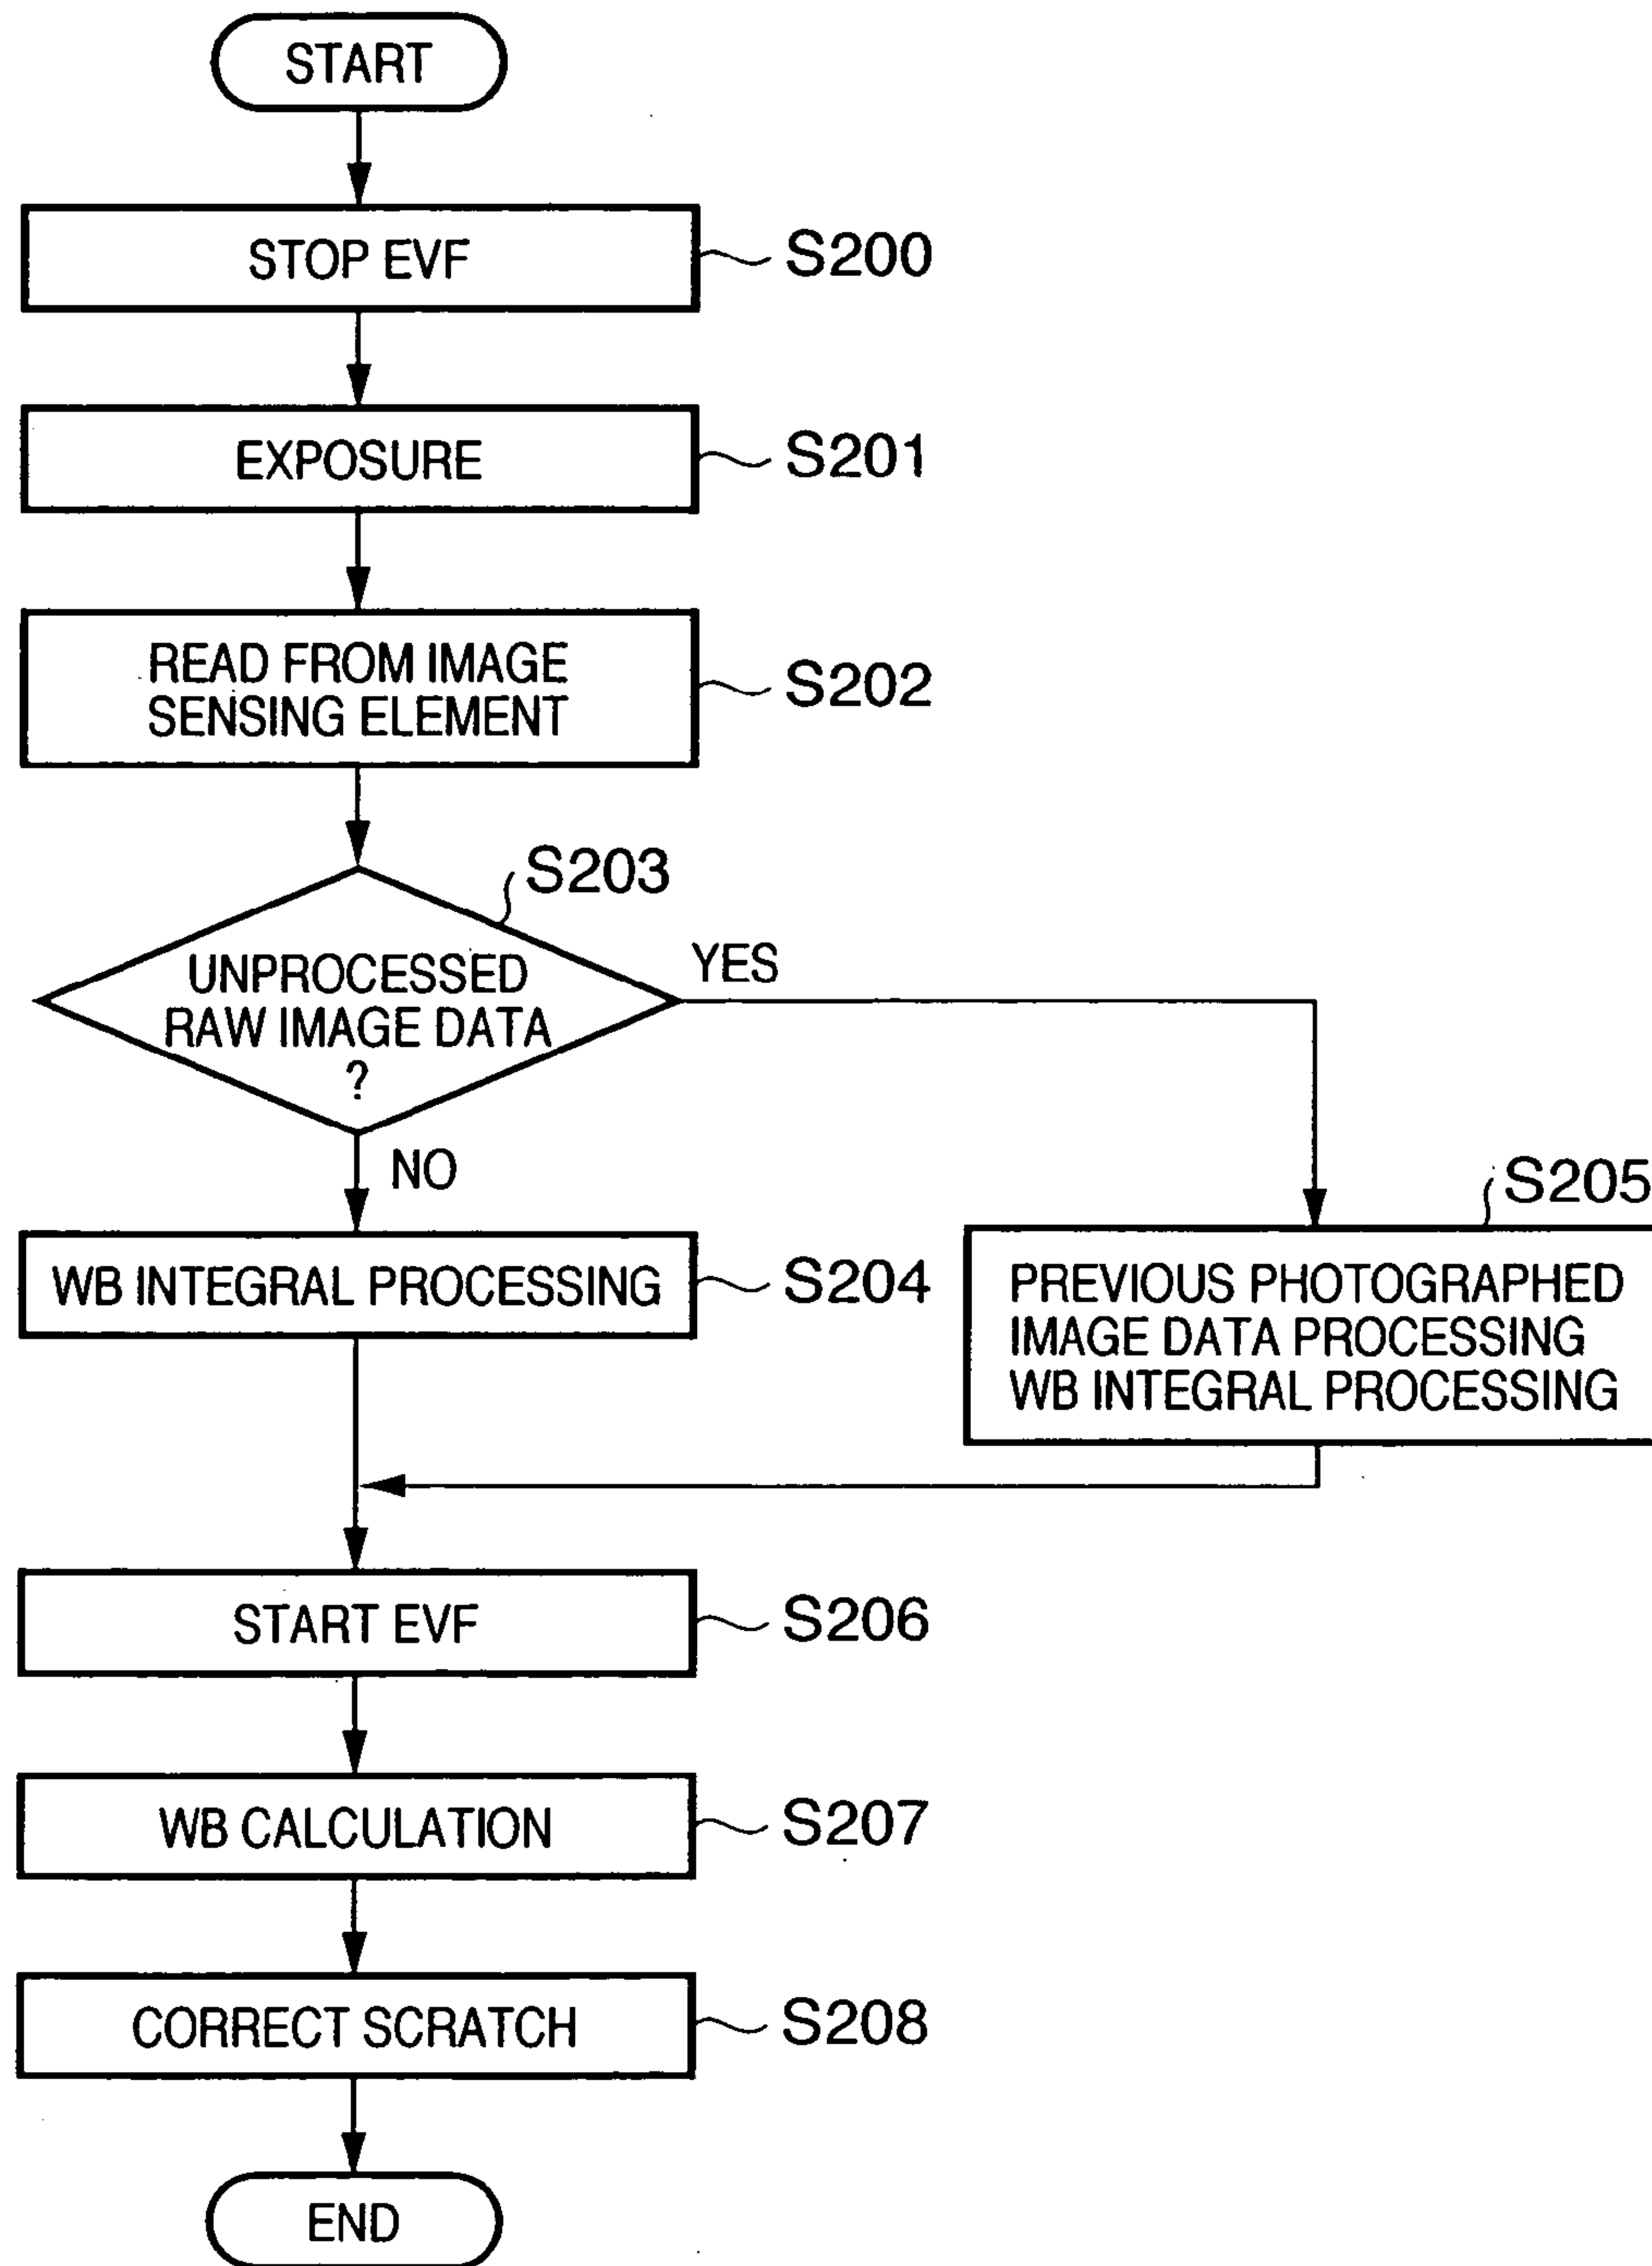 START
STOP EVF
S200
EXPOSURE
S201
READ FROM IMAGE
SENSING ELEMENT
S202
S203
UNPROCESSED
RAW IMAGE DATA
?
YES
NO
WB INTEGRAL PROCESSING
S204
S205
PREVIOUS PHOTOGRAPHED
IMAGE DATA PROCESSING
WB INTEGRAL PROCESSING
START EVF
S206
WB CALCULATION
S207
CORRECT SCRATCH
S208
END